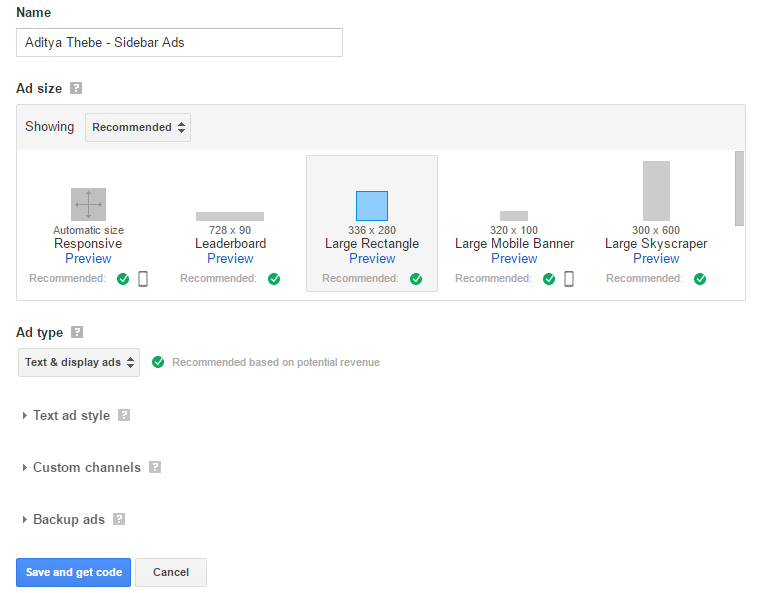 Name
Aditya Thebe - Sidebar Ads
Ad size ?
Showing Recommended
Automatic size
Responsive
Preview
Recommended:
728 x 90
Leaderboard
Preview
Recommended:
336 x 280
Large Rectangle
Preview
Recommended:
320 x 100
Large Mobile Banner
Preview
Recommended:
300 x 600
Large Skyscraper
Preview
Recommended:
Ad type ?
Text & display ads Recommended based on potential revenue
Text ad style ?
Custom channels ?
Backup ads ?
Save and get code Cancel